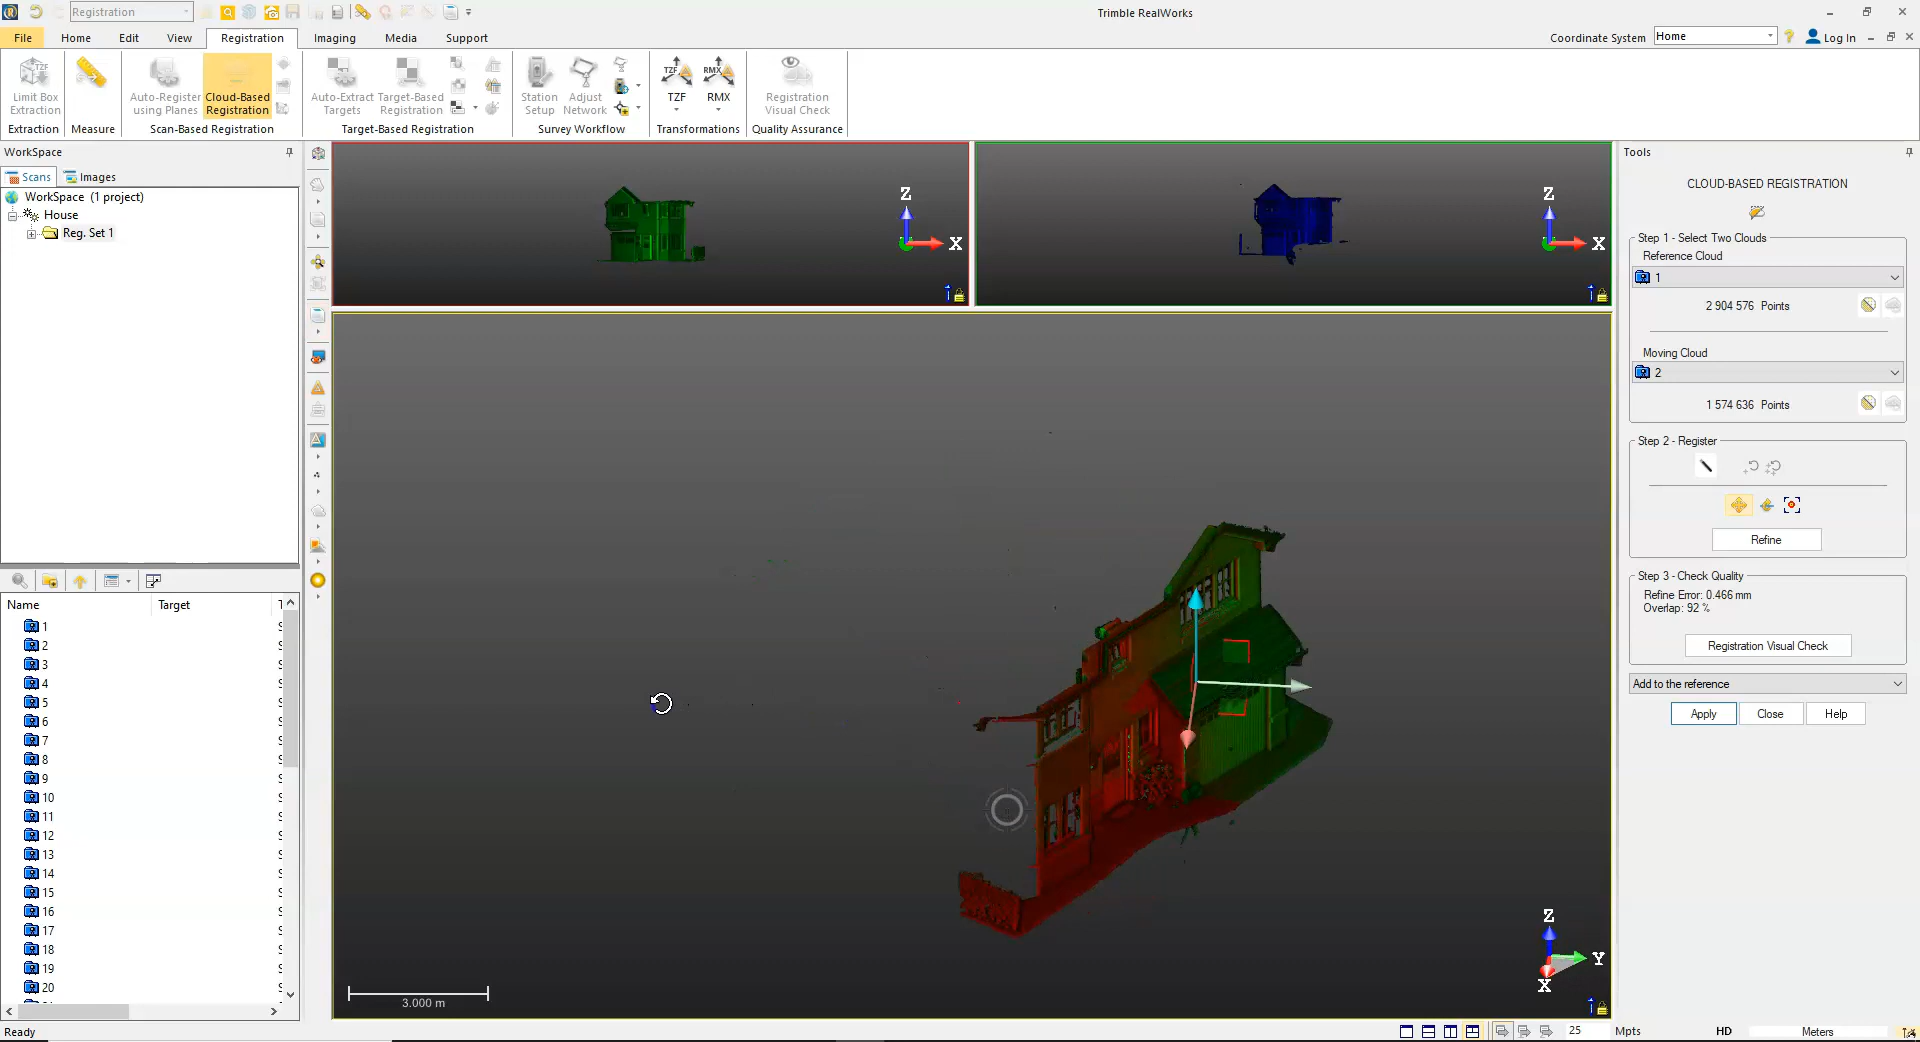 Registration
Trimble RealWorks
File
Home
Edit
View
Registration
Imaging
Media
Support
Coordinate System
Home
Log In
Limit Box
Extraction
Auto-Register
using Planes
Cloud-Based
Registration
Auto-Extract
Targets
Target-Based
Registration
Station
Setup
Adjust
Network
TZF
RMX
Registration
Visual Check
Extraction
Measure
Scan-Based Registration
Target-Based Registration
Survey Workflow
Transformations
Quality Assurance
WorkSpace
Scans
Images
WorkSpace (1 project)
House
Reg. Set 1
Name
Target
1
2
3
4
5
6
7
8
9
10
11
12
13
14
15
16
17
18
19
20
Z
X
Z
X
3.000 m
Z
Y
X
Tools
CLOUD-BASED REGISTRATION
Step 1 - Select Two Clouds
Reference Cloud
1
2 904 576 Points
Moving Cloud
2
1 574 636 Points
Step 2 - Register
Refine
Step 3 - Check Quality
Refine Error: 0.466 mm
Overlap: 92 %
Registration Visual Check
Add to the reference
Apply
Close
Help
Ready
25
Mpts
HD
Meters